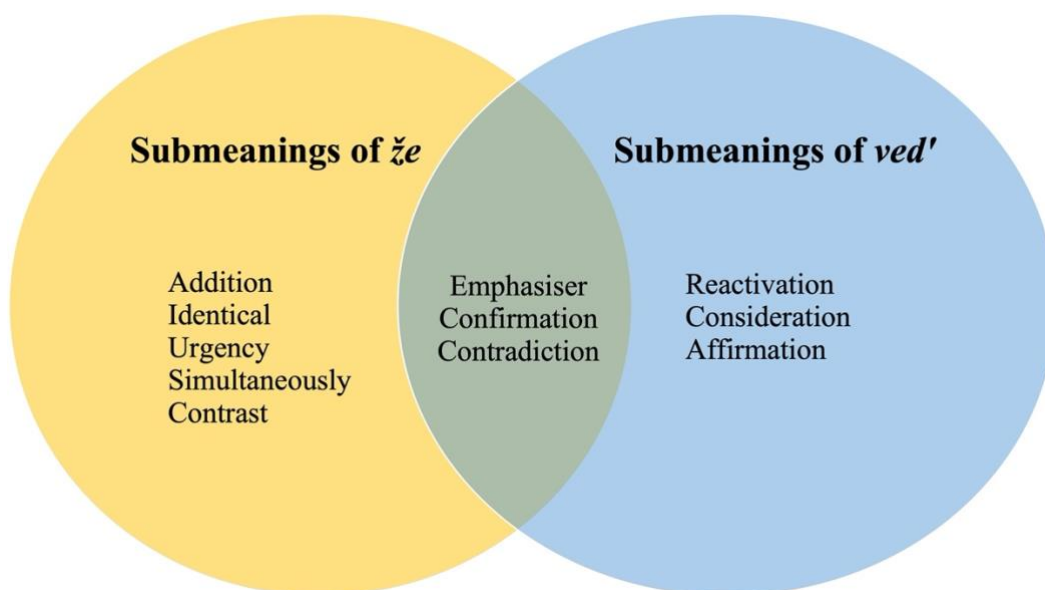 Submeanings of že
Addition
Identical
Urgency
Simultaneously
Contrast
Emphasiser
Confirmation
Contradiction
Submeanings of ved'
Reactivation
Consideration
Affirmation